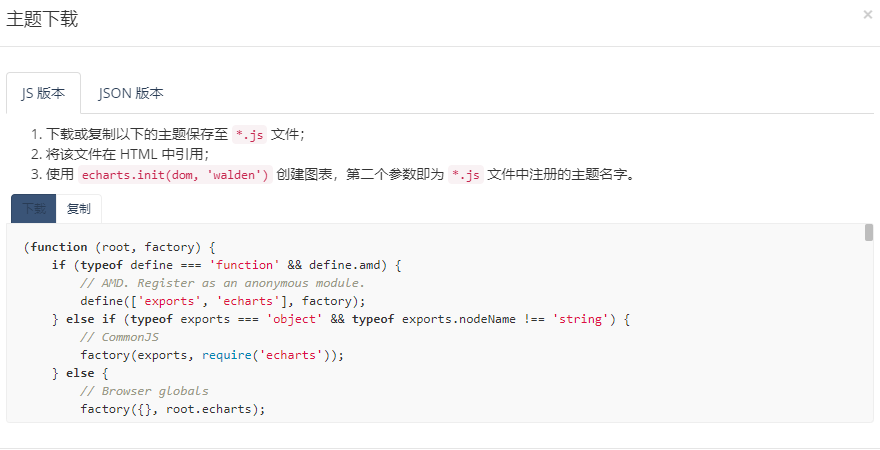 主题下载
×
JS 版本 JSON 版本
1. 下载或复制以下的主题保存至 *.js 文件；
2. 将该文件在 HTML 中引用；
3. 使用 echarts.init(dom, 'walden') 创建图表，第二个参数即为 *.js 文件中注册的主题名字。
下载 复制
(function (root, factory) {
    if (typeof define === 'function' && define.amd) {
        // AMD. Register as an anonymous module.
        define(['exports', 'echarts'], factory);
    } else if (typeof exports === 'object' && typeof exports.nodeName !== 'string') {
        // CommonJS
        factory(exports, require('echarts'));
    } else {
        // Browser globals
        factory({}, root.echarts);